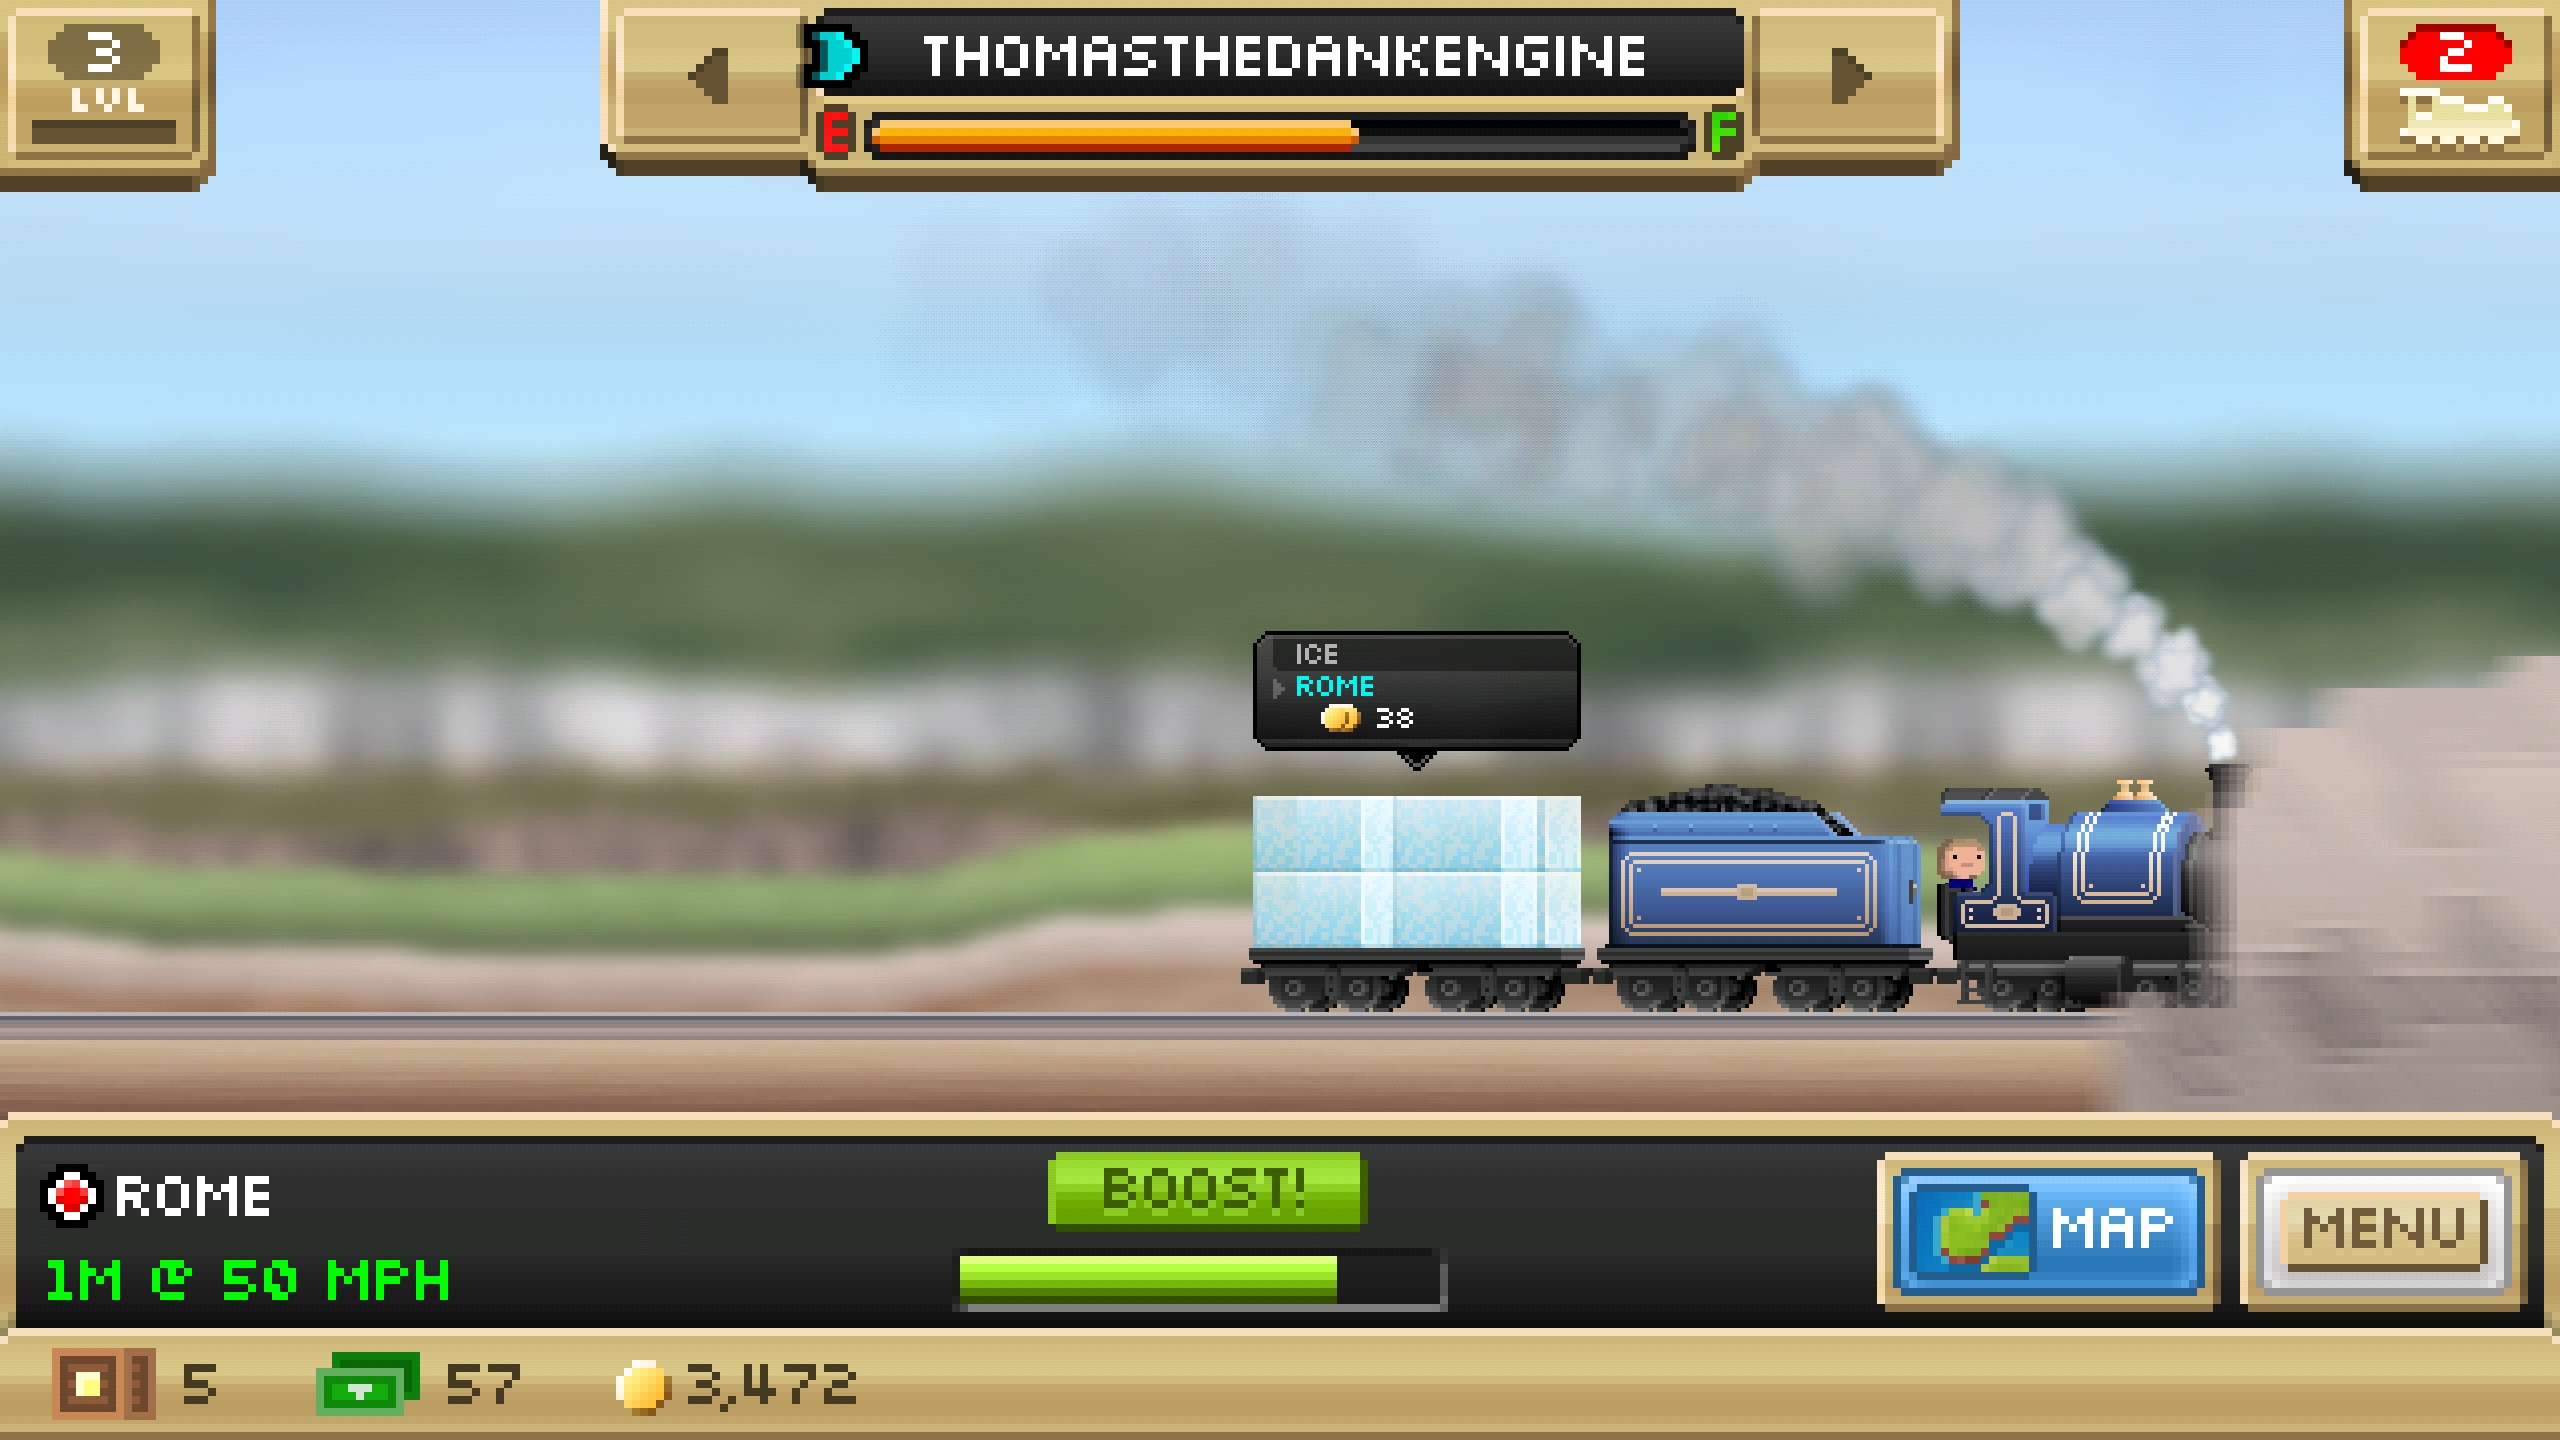 3
LVL
THOMASTHEDANKENGINE
E F
2
ICE
ROME
38
ROME
1M @ 50 MPH
BOOST!
MAP
MENU
5
57
3,472